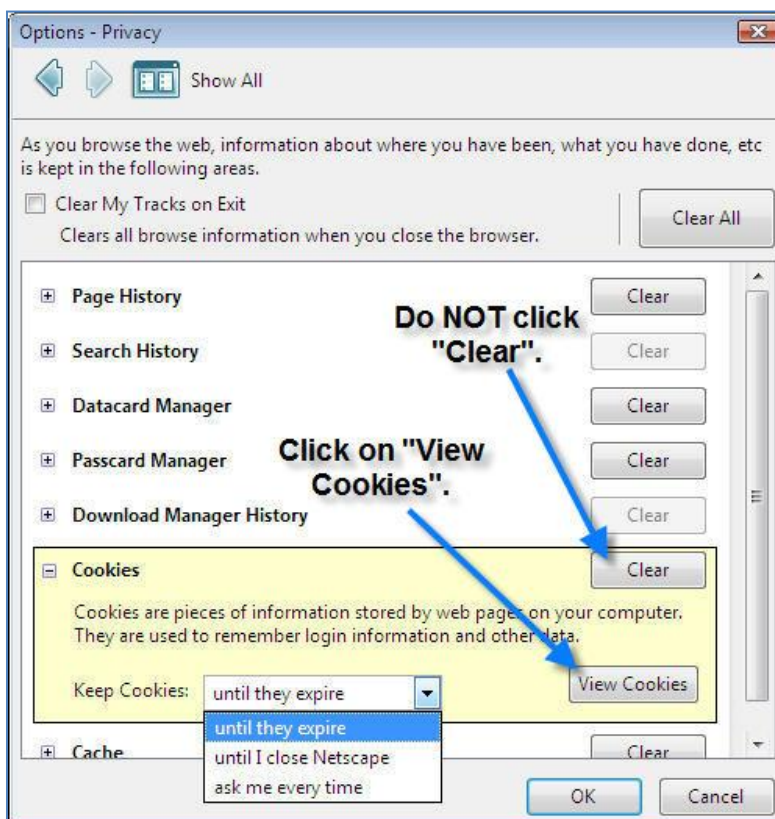 Options - Privacy
Show All
As you browse the web, information about where you have been, what you have done, etc
is kept in the following areas.
Clear My Tracks on Exit
Clears all browse information when you close the browser.
Clear All
Page History
Clear
Do NOT click
"Clear".
Search History
Clear
Datacard Manager
Clear
Click on "View
Cookies".
Passcard Manager
Clear
Download Manager History
Clear
Cookies
Clear
Cookies are pieces of information stored by web pages on your computer.
They are used to remember login information and other data.
Keep Cookies:
until they expire
View Cookies
until they expire
until I close Netscape
ask me every time
Cache
Clear
OK
Cancel